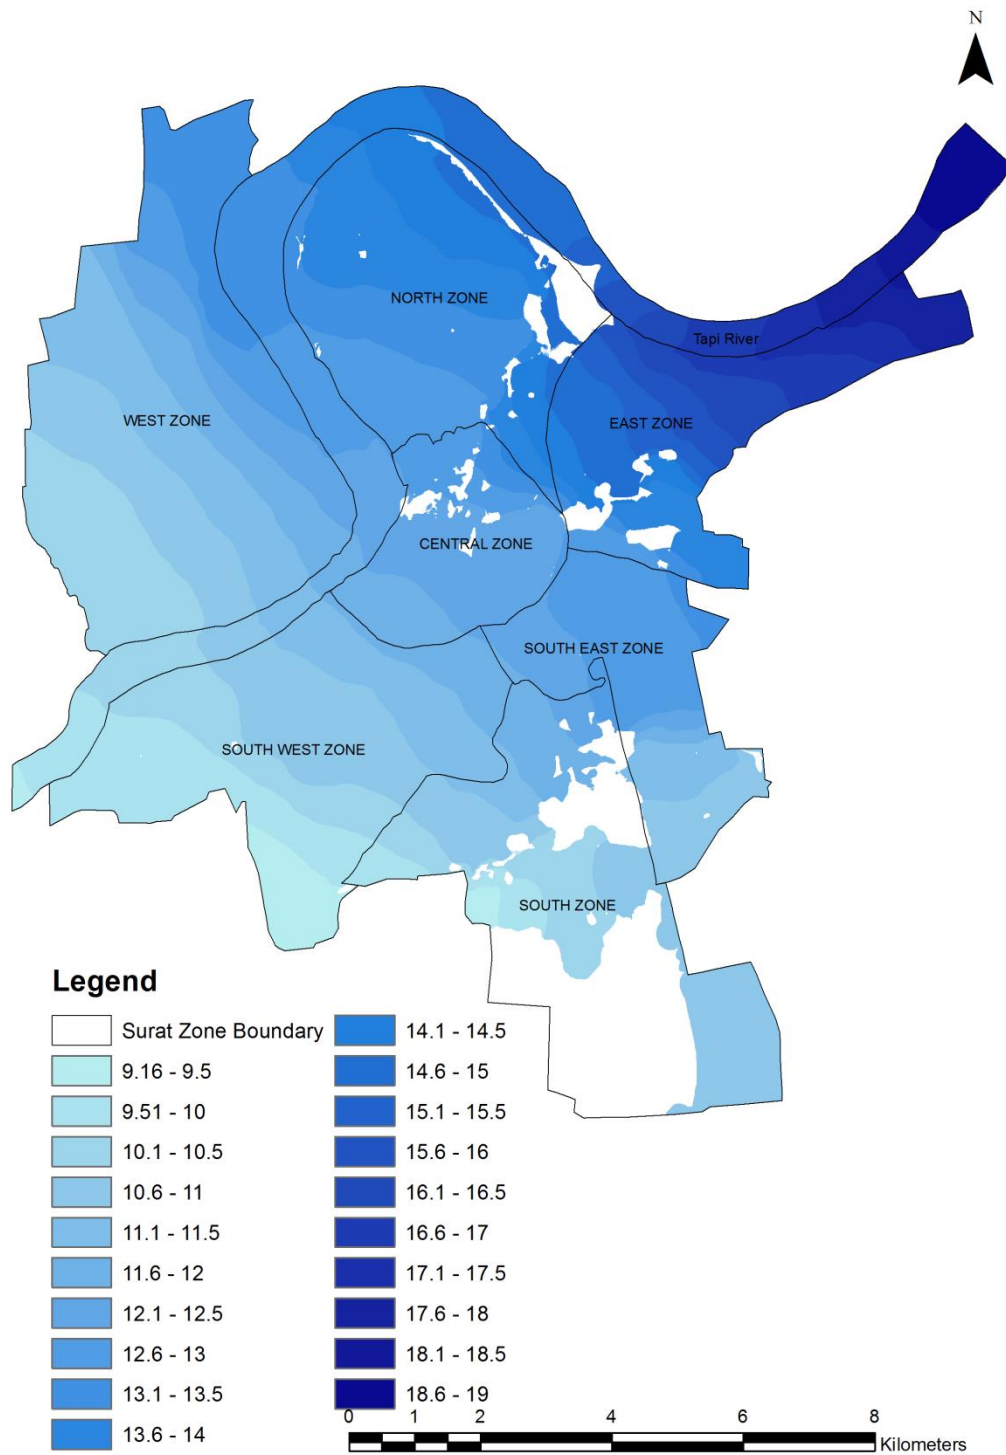 N
NORTH ZONE
Tapi River
WEST ZONE
EAST ZONE
CENTRAL ZONE
SOUTH EAST ZONE
SOUTH WEST ZONE
SOUTH ZONE
Legend
Surat Zone Boundary
9.16 - 9.5
9.51 - 10
10.1 - 10.5
10.6 - 11
11.1 - 11.5
11.6 - 12
12.1 - 12.5
12.6 - 13
13.1 - 13.5
13.6 - 14
14.1 - 14.5
14.6 - 15
15.1 - 15.5
15.6 - 16
16.1 - 16.5
16.6 - 17
17.1 - 17.5
17.6 - 18
18.1 - 18.5
18.6 - 19
0 1 2 4 6 8
Kilometers